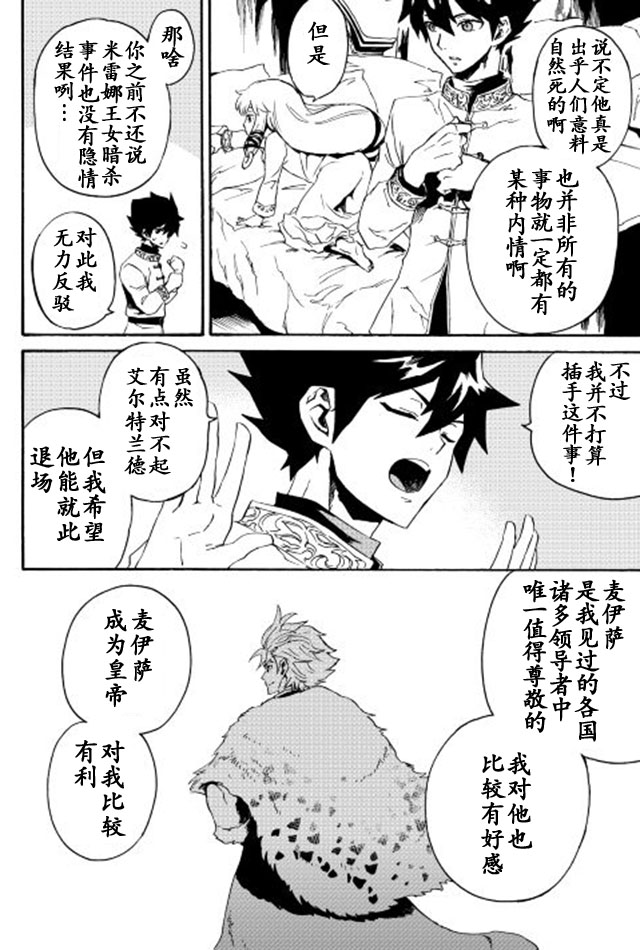 说不定他真是
出乎人们意料
自然死的啊
但是
也并非所有的
事物就一定都有
某种内情啊
那啥
你之前不还说
米雷娜王女暗杀
事件也没有隐情
结果咧…
对此我
无力反驳
不过
我并不打算
插手这件事！
虽然
有点对不起
艾尔特兰德
但我希望
他能就此
退场
麦伊萨
是我见过的各国
诸多领导者中
唯一值得尊敬的
我对他也
比较有好感
麦伊萨
成为皇帝
对我比较
有利